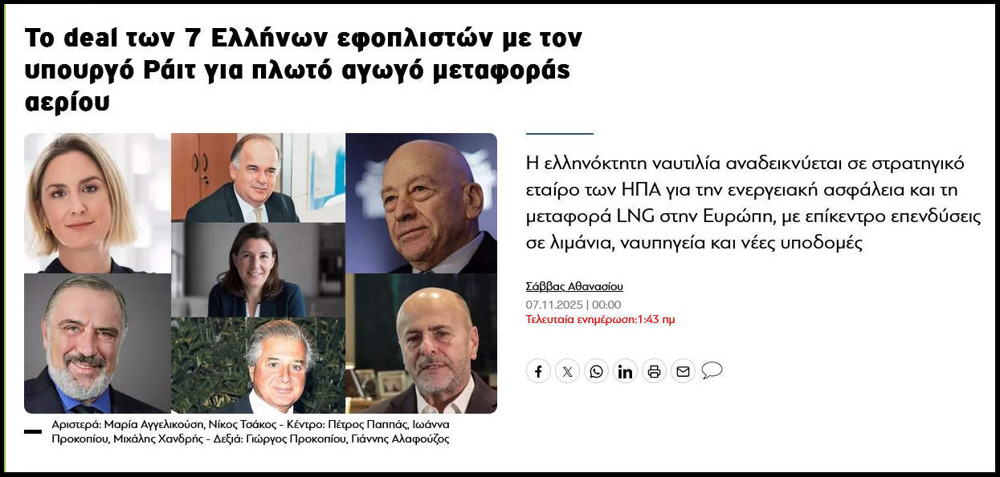 Το deal των 7 Ελλήνων εφοπλιστών με τον
υπουργό Ράιτ για πλωτό αγωγό μεταφοράς
αερίου
Η ελληνόκτητη ναυτιλία αναδεικνύεται σε στρατηγικό
εταίρο των ΗΠΑ για την ενεργειακή ασφάλεια και τη
μεταφορά LNG στην Ευρώπη, με επίκεντρο επενδύσεις
σε λιμάνια, ναυπηγεία και νέες υποδομές
Σάββας Αθανασίου
07.11.2025 | 00:00
Τελευταία ενημέρωση:1:43 πμ
Αριστερά: Μαρία Αγγελικούση, Νίκος Τσάκος - Κέντρο: Πέτρος Παππάς, Ιωάννα
Προκοπίου, Μιχάλης Χανδρής - Δεξιά: Γιώργος Προκοπίου, Γιάννης Αλαφούζος